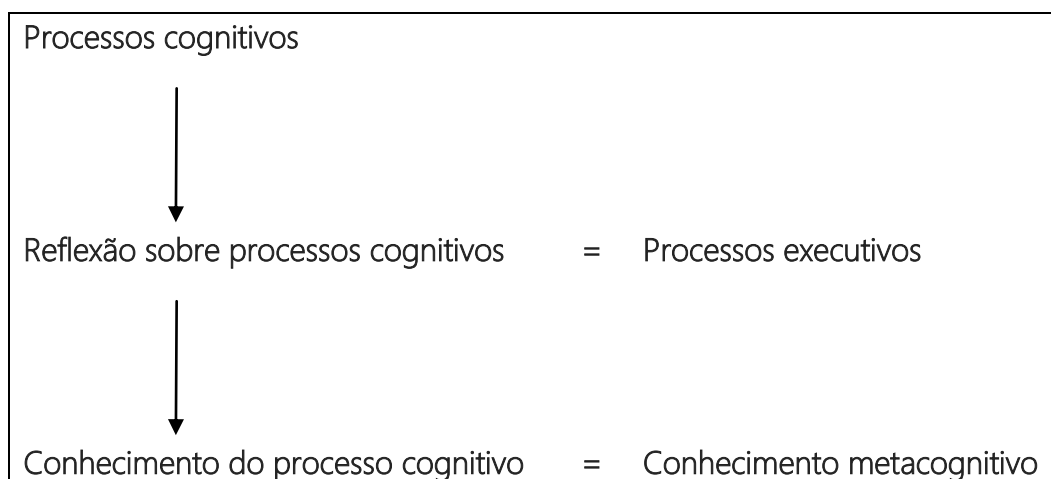 Processos cognitivos
Reflexão sobre processos cognitivos = Processos executivos
Conhecimento do processo cognitivo = Conhecimento metacognitivo